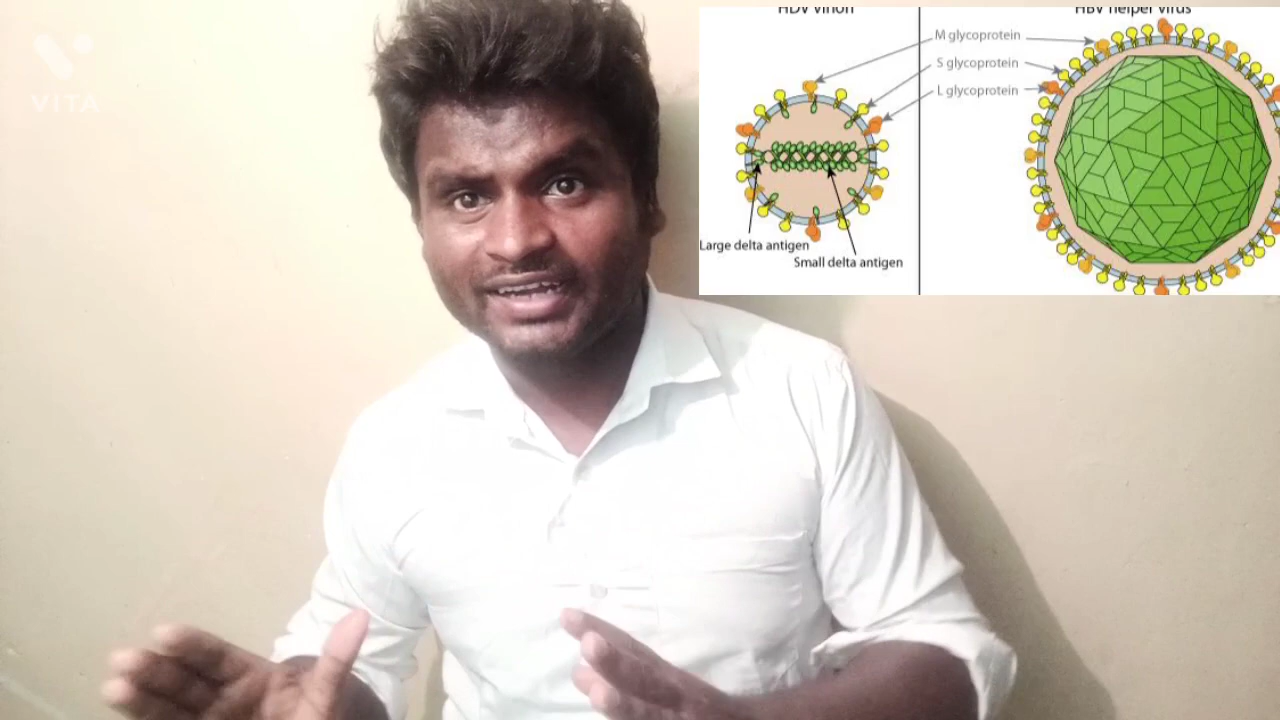 VITA
HDV virion
HBV helper virus
M glycoprotein
S glycoprotein
L glycoprotein
Large delta antigen
Small delta antigen